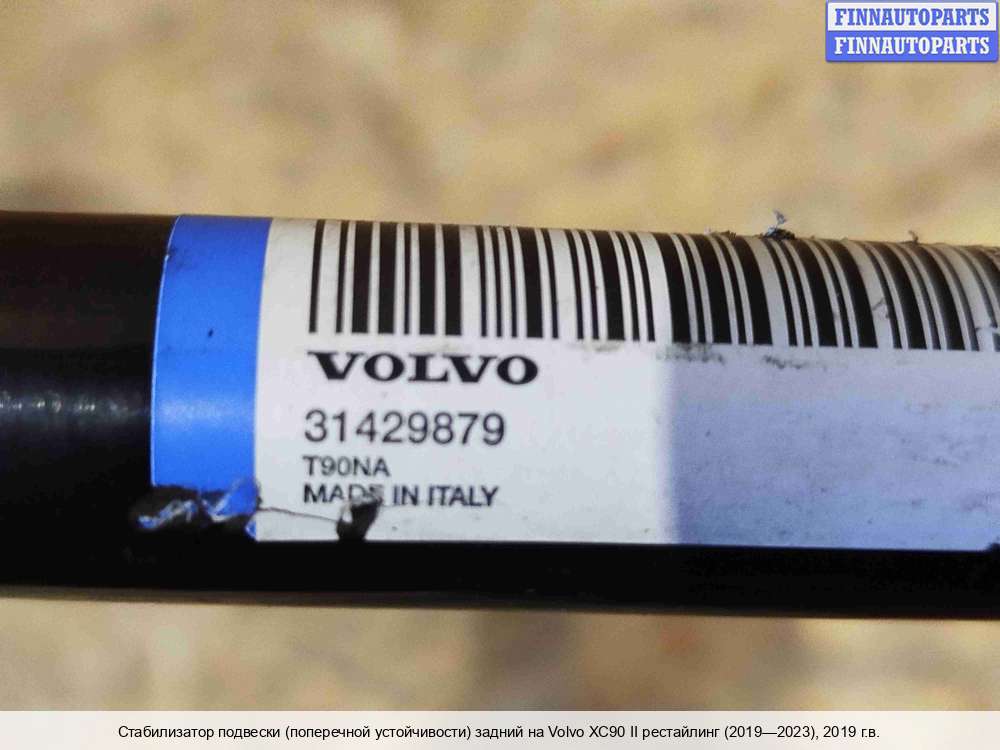 FINNAUTOPARTS
FINNAUTOPARTS
VOLVO
31429879
T90NA
MADE IN ITALY
Стабилизатор подвески (поперечной устойчивости) задний на Volvo XC90 II рестайлинг (2019—2023), 2019 г.в.